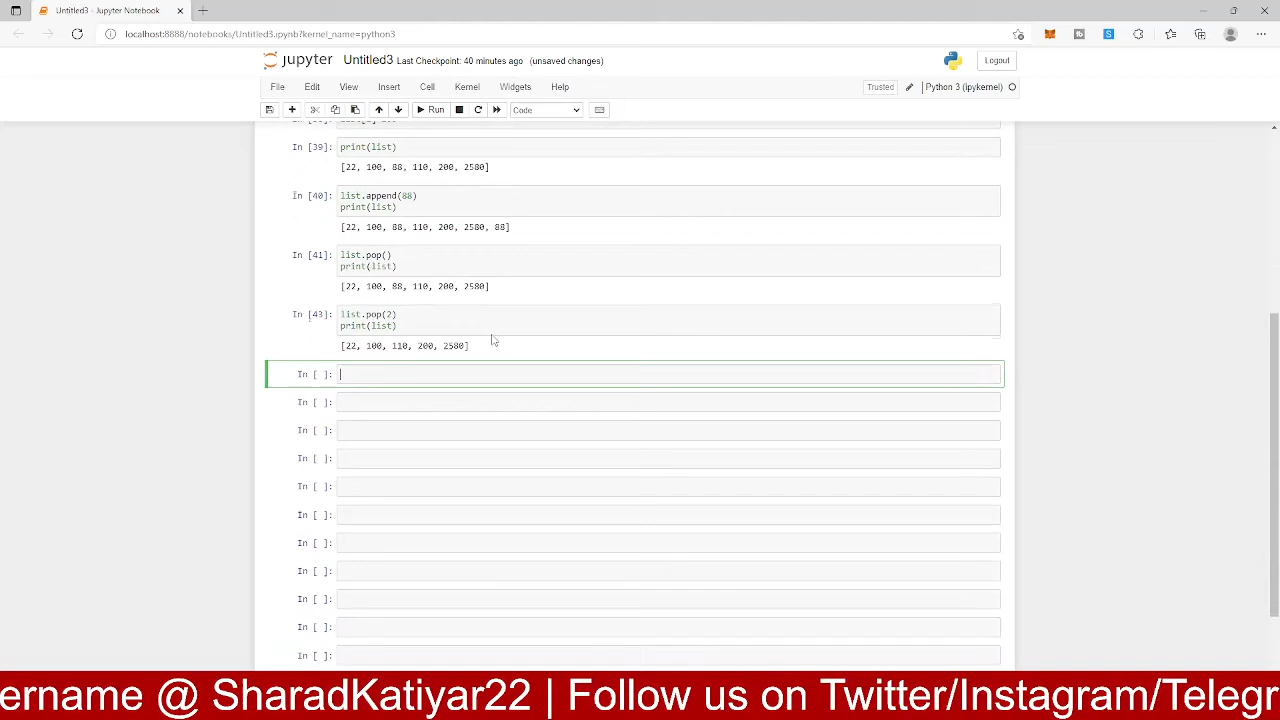 Untitled3 - Jupyter Notebook
localhost:8888/notebooks/Untitled3.ipynb?kernel_name=python3
jupyter Untitled3 Last Checkpoint: 40 minutes ago (unsaved changes)
Logout
File Edit View Insert Cell Kernel Widgets Help
Trusted
Python 3 (ipykernel)
Run
Code
In [39]: print(list)
[22, 100, 88, 110, 200, 2580]
In [40]: list.append(88)
print(list)
[22, 100, 88, 110, 200, 2580, 88]
In [41]: list.pop()
print(list)
[22, 100, 88, 110, 200, 2580]
In [43]: list.pop(2)
print(list)
[22, 100, 110, 200, 2580]
In [ ]:
In [ ]:
In [ ]:
In [ ]:
In [ ]:
In [ ]:
In [ ]:
In [ ]:
In [ ]:
In [ ]:
In [ ]:
ername @ SharadKatiyar22 | Follow us on Twitter/Instagram/Telegr